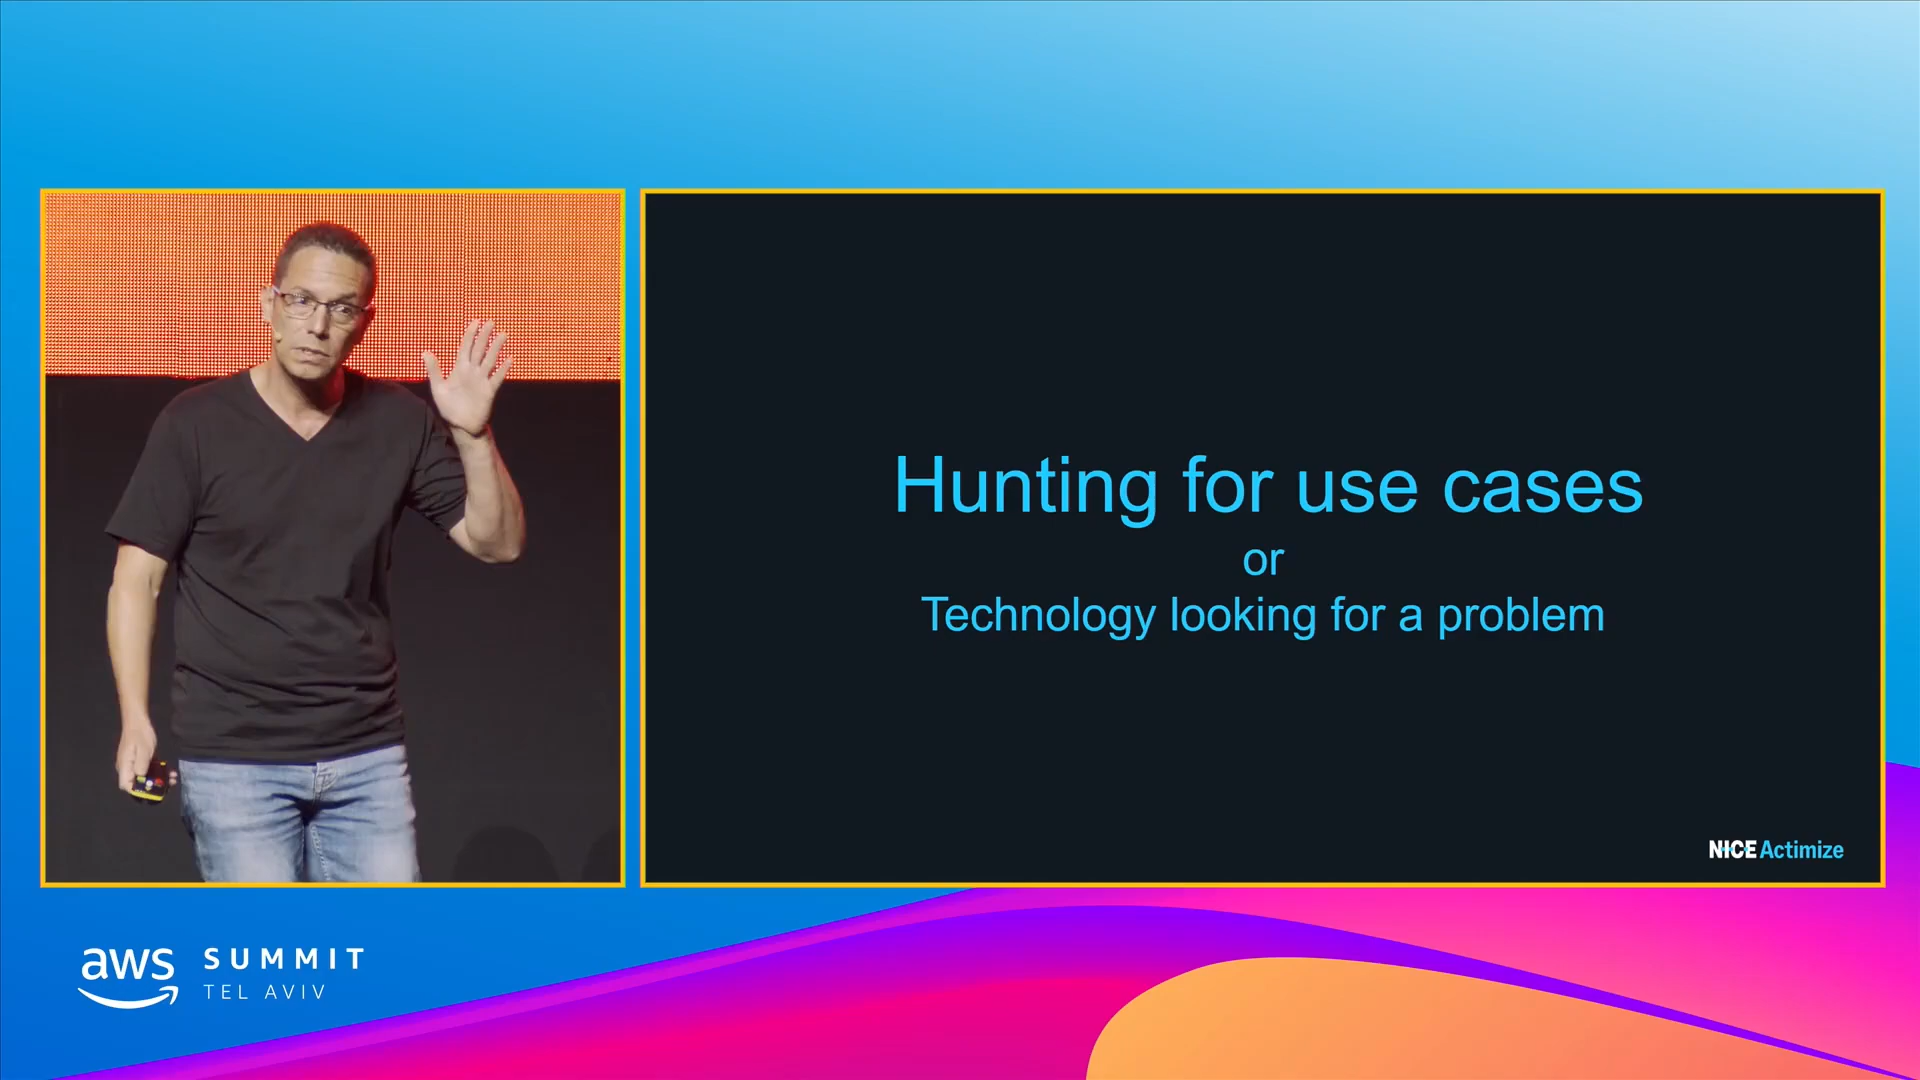 Hunting for use cases
or
Technology looking for a problem
NICE Actimize
aws SUMMIT
TEL AVIV